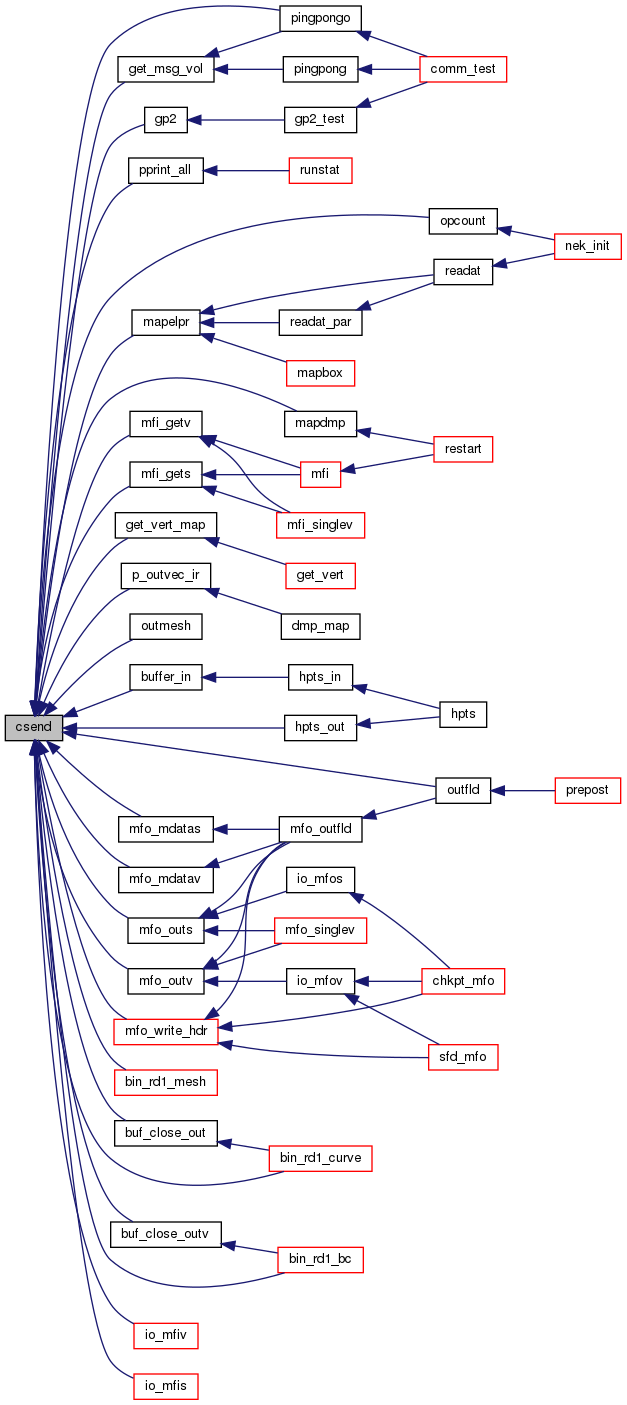 pingpongo
get_msg_vol
pingpong
comm_test
gp2
gp2_test
pprint_all
runstat
opcount
nek_init
readat
mapelpr
readat_par
mapbox
mapdmp
mfi_getv
restart
mfi_gets
mfi
mfi_singlev
get_vert_map
get_vert
p_outvec_ir
dmp_map
outmesh
buffer_in
hpts_in
hpts
csend
hpts_out
outfld
prepost
mfo_mdatas
mfo_outfld
mfo_mdatav
io_mfos
mfo_outs
mfo_singlev
mfo_outv
io_mfov
chkpt_mfo
mfo_write_hdr
sfd_mfo
bin_rd1_mesh
buf_close_out
bin_rd1_curve
buf_close_outv
bin_rd1_bc
io_mfiv
io_mfis